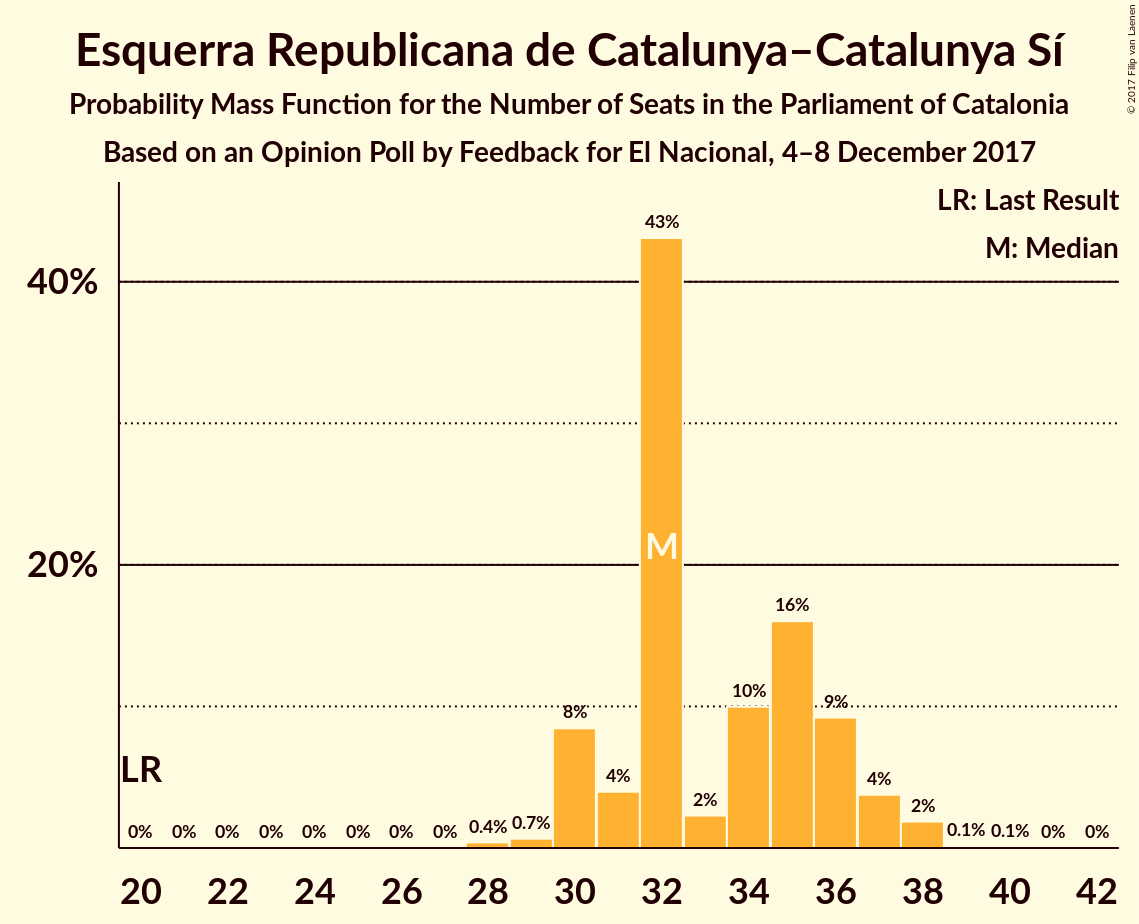 Esquerra Republicana de Catalunya–Catalunya Sí
Probability Mass Function for the Number of Seats in the Parliament of Catalonia
Based on an Opinion Poll by Feedback for El Nacional, 4–8 December 2017
© 2017 Filip van Laenen
LR: Last Result
M: Median
40%
20%
43%
M
16%
10%
9%
8%
LR
4%
4%
2%
2%
0% 0% 0% 0% 0% 0% 0% 0% 0.4% 0.7% 0.1% 0.1% 0% 0%
20 22 24 26 28 30 32 34 36 38 40 42